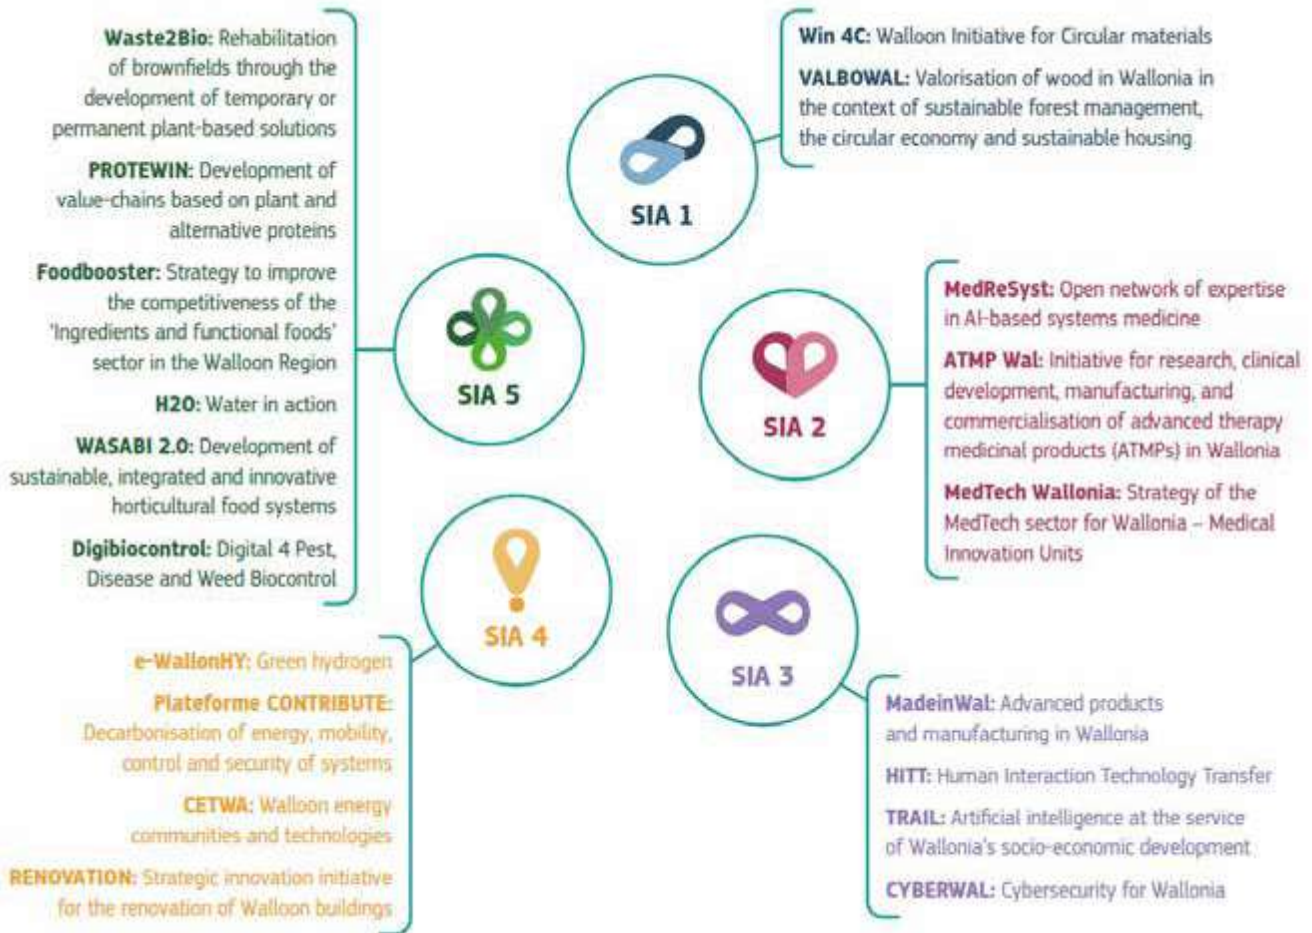 Win 4C: Walloon Initiative for Circular materials
VALBOWAL: Valorisation of wood in Wallonia in
the context of sustainable forest management,
the circular economy and sustainable housing
SIA 1
MedReSyst: Open network of expertise
in AI-based systems medicine
ATMP Wal: Initiative for research, clinical
development, manufacturing, and
commercialisation of advanced therapy
medicinal products (ATMPs) in Wallonia
MedTech Wallonia: Strategy of the
MedTech sector for Wallonia – Medical
Innovation Units
SIA 2
SIA 3
MadeinWal: Advanced products
and manufacturing in Wallonia
HITT: Human Interaction Technology Transfer
TRAIL: Artificial intelligence at the service
of Wallonia's socio-economic development
CYBERWAL: Cybersecurity for Wallonia
SIA 4
e-WallonHY: Green hydrogen
Plateforme CONTRIBUTE:
Decarbonisation of energy, mobility,
control and security of systems
CETWA: Walloon energy
communities and technologies
RENOVATION: Strategic innovation initiative
for the renovation of Walloon buildings
SIA 5
Waste2Bio: Rehabilitation
of brownfields through the
development of temporary or
permanent plant-based solutions
PROTEWIN: Development of
value-chains based on plant and
alternative proteins
Foodbooster: Strategy to improve
the competitiveness of the
'Ingredients and functional foods'
sector in the Walloon Region
H2O: Water in action
WASABI 2.0: Development of
sustainable, integrated and innovative
horticultural food systems
Digibiocontrol: Digital 4 Pest,
Disease and Weed Biocontrol